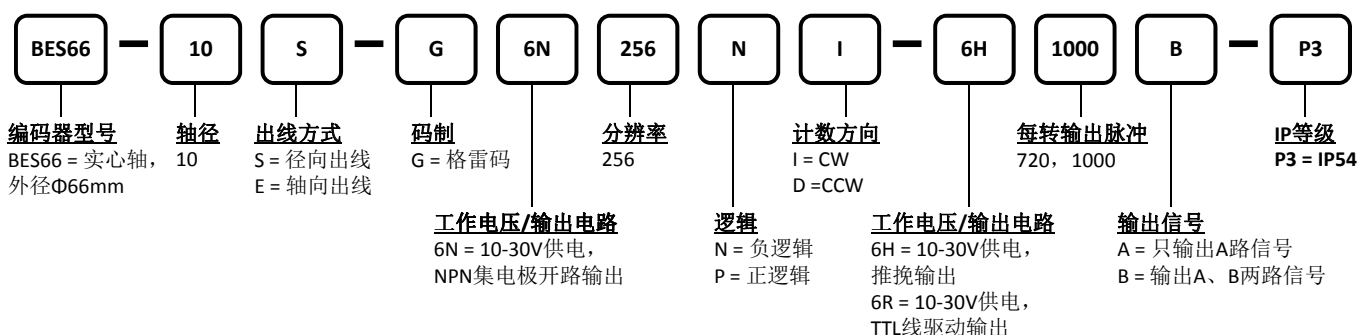 BES66 - 10 S - G 6N 256 N I - 6H 1000 B - P3
编码器型号
BES66 = 实心轴，
外径Φ66mm
轴径
10
出线方式
S = 径向出线
E = 轴向出线
码制
G = 格雷码
分辨率
256
计数方向
I = CW
D =CCW
每转输出脉冲
720，1000
IP等级
P3 = IP54
工作电压/输出电路
6N = 10-30V供电，
NPN集电极开路输出
逻辑
N = 负逻辑
P = 正逻辑
工作电压/输出电路
6H = 10-30V供电，
推挽输出
6R = 10-30V供电，
TTL线驱动输出
输出信号
A = 只输出A路信号
B = 输出A、B两路信号